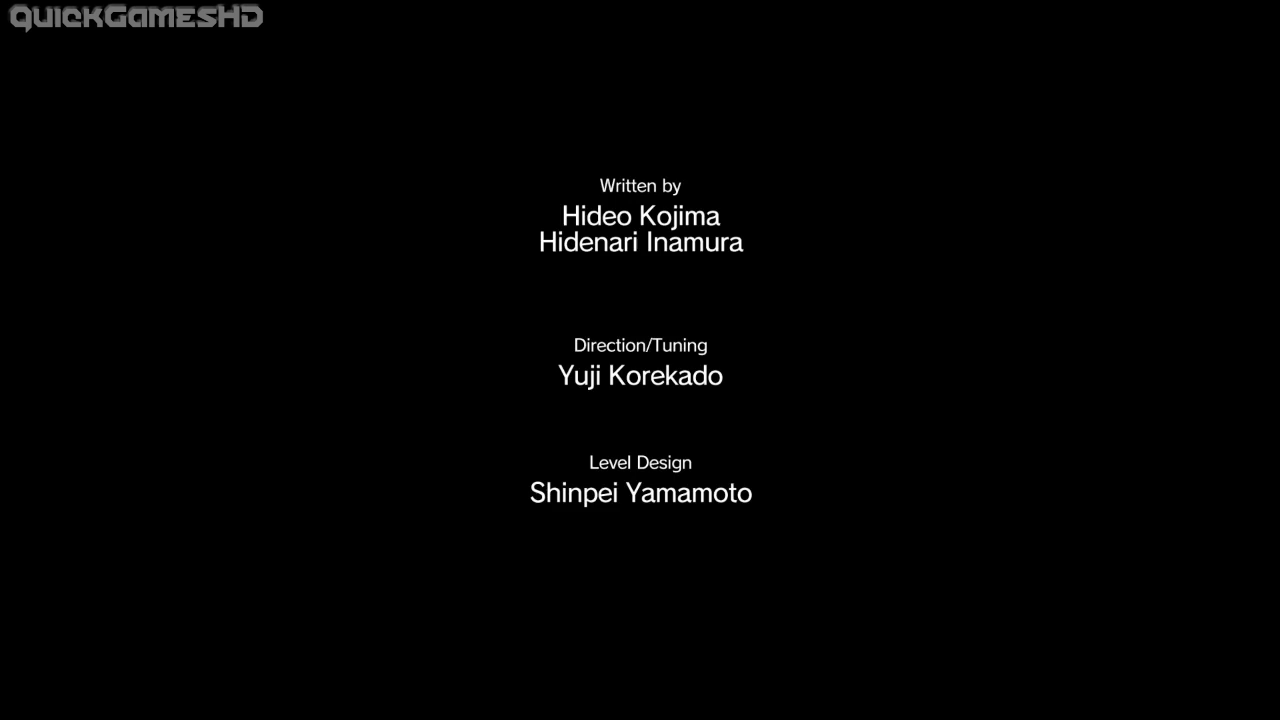 QuickGamesHD
Written by
Hideo Kojima
Hidenari Inamura
Direction/Tuning
Yuji Korekado
Level Design
Shinpei Yamamoto